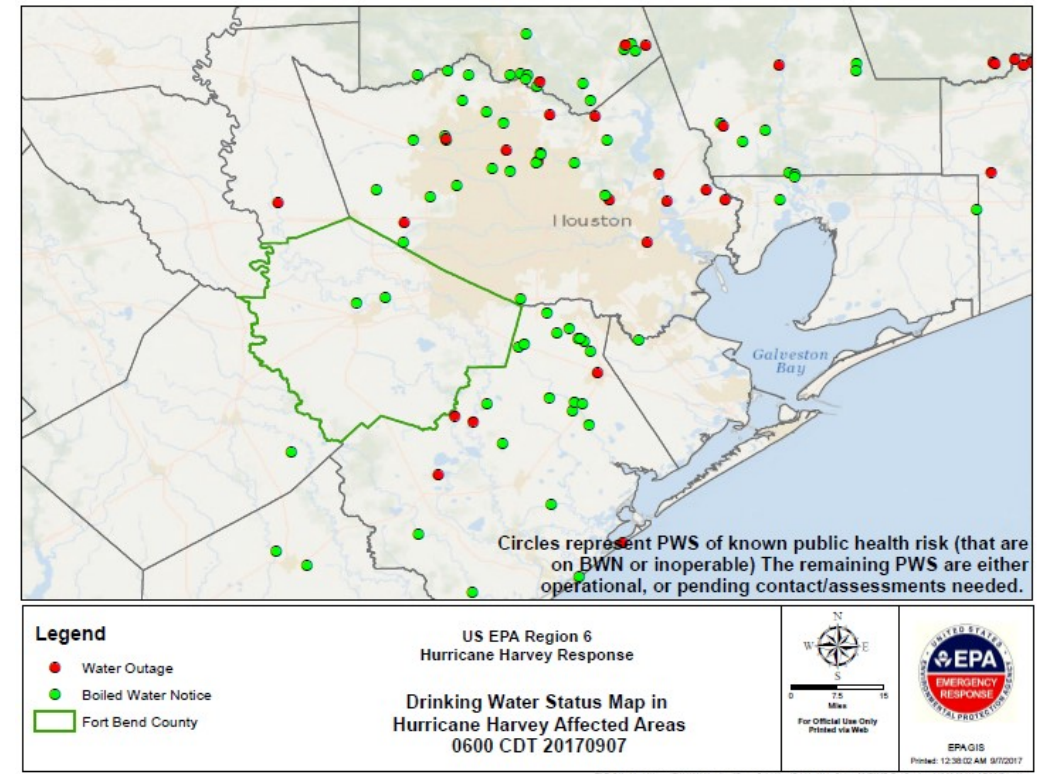 Houston
Galveston
Bay
Circles represent PWS of known public health risk (that are
on BWN or inoperable) The remaining PWS are either
operational, or pending contact/assessments needed.
Legend
Water Outage
Boiled Water Notice
Fort Bend County
US EPA Region 6
Hurricane Harvey Response
Drinking Water Status Map in
Hurricane Harvey Affected Areas
0600 CDT 20170907
N
W
E
S
0 7.5 15
Miles
For Official Use Only
Printed via Web
UNITED STATES
EPA
EMERGENCY
RESPONSE
ENVIRONMENTAL PROTECTION AGENCY
EPAGIS
Printed: 12:38:02 AM 9/7/2017